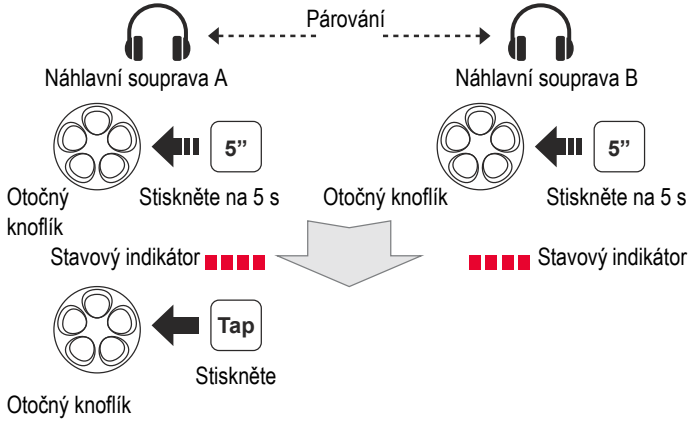 Párování
Náhlavní souprava A
Náhlavní souprava B
5”
5”
Otočný
knoflík
Stiskněte na 5 s
Otočný knoflík
Stiskněte na 5 s
Stavový indikátor
Stavový indikátor
Tap
Stiskněte
Otočný knoflík